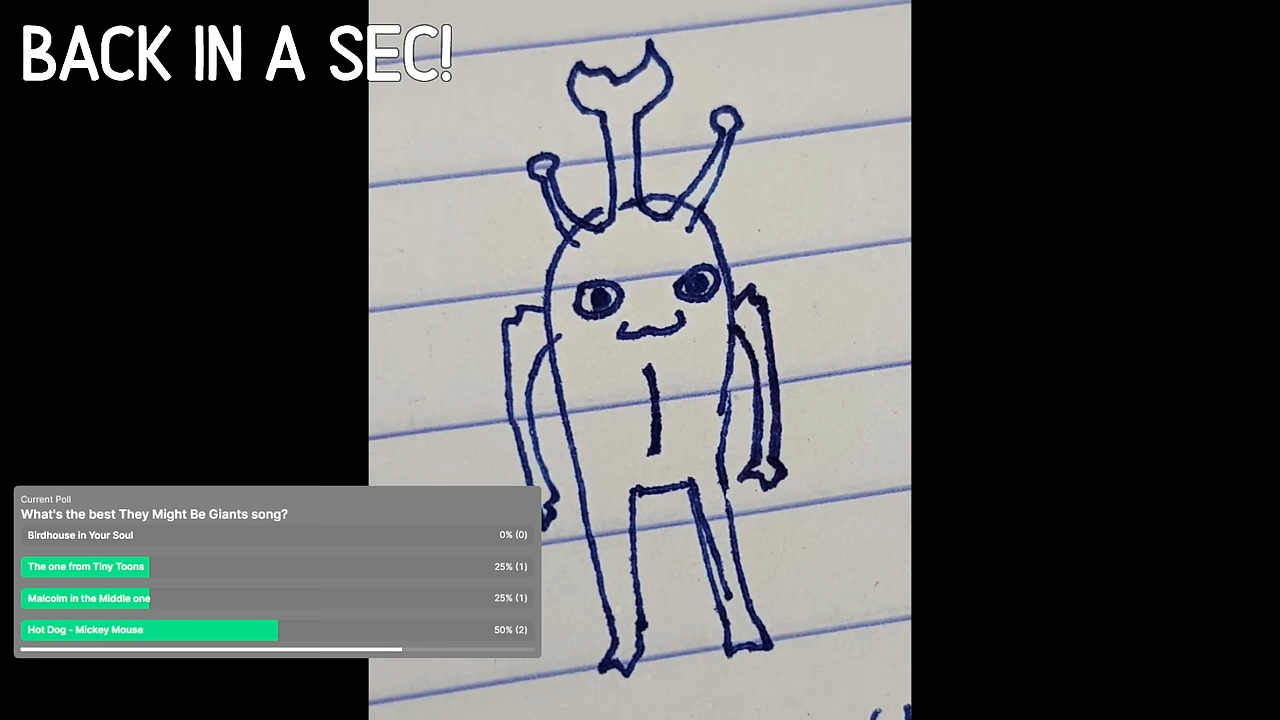 BACK IN A SEC!
Current Poll
What's the best They Might Be Giants song?
Birdhouse in Your Soul 0% (0)
The one from Tiny Toons 25% (1)
Malcolm in the Middle one 25% (1)
Hot Dog - Mickey Mouse 50% (2)